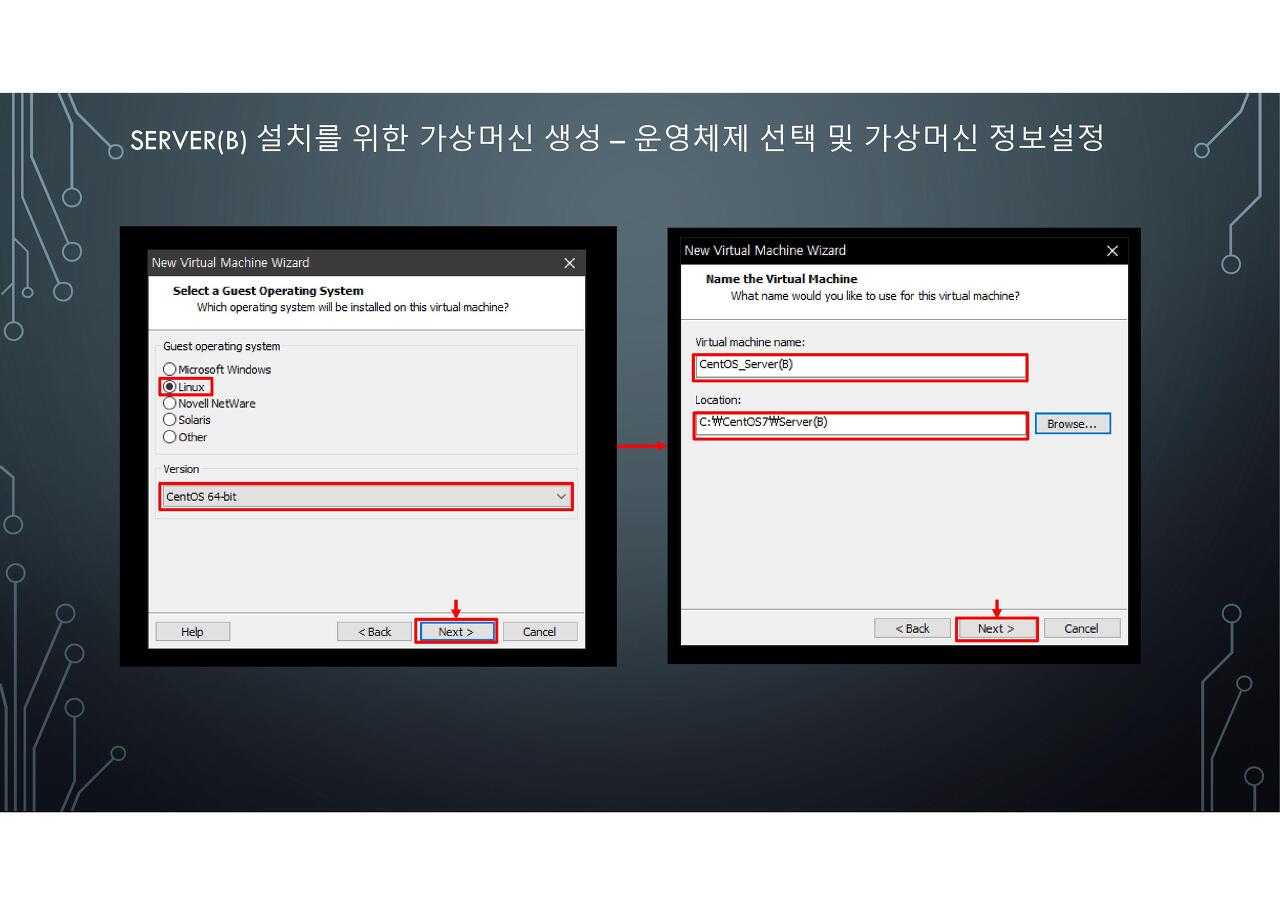 SERVER(B) 설치를 위한 가상머신 생성 – 운영체제 선택 및 가상머신 정보설정
New Virtual Machine Wizard
Select a Guest Operating System
Which operating system will be installed on this virtual machine?
Guest operating system
Microsoft Windows
Linux
Novell NetWare
Solaris
Other
Version
CentOS 64-bit
Help
< Back
Next >
Cancel
New Virtual Machine Wizard
Name the Virtual Machine
What name would you like to use for this virtual machine?
Virtual machine name:
CentOS_Server(B)
Location:
C:₩CentOS7₩Server(B)
Browse...
< Back
Next >
Cancel